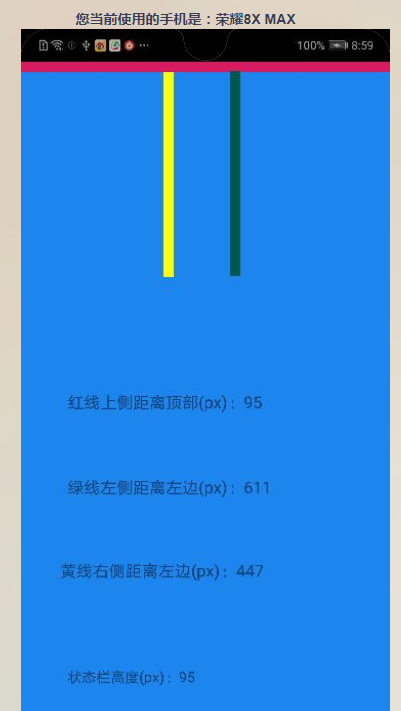 您当前使用的手机是：荣耀8X MAX
100% 8:59
红线上侧距离顶部(px)：95
绿线左侧距离左边(px)：611
黄线右侧距离左边(px)：447
状态栏高度(px)：95